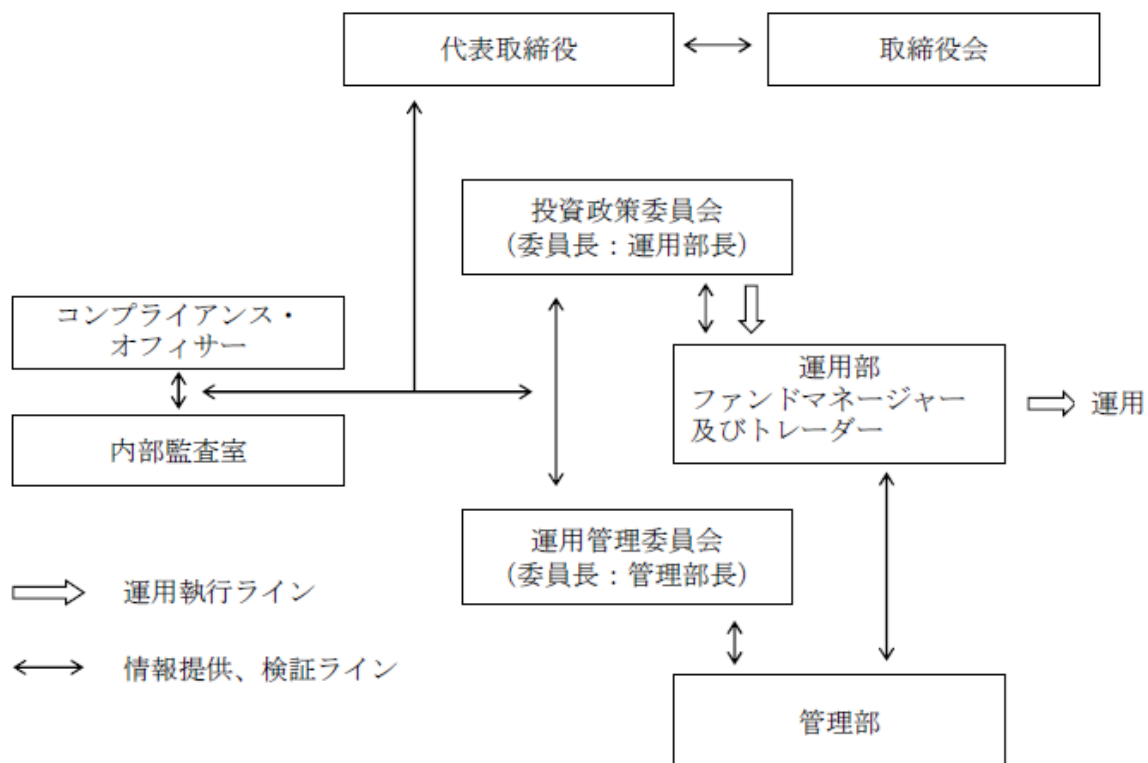 代表取締役
取締役会
投資政策委員会
(委員長：運用部長)
コンプライアンス・
オフィサー
運用部
ファンドマネージャー
及びトレーダー
運用
内部監査室
運用管理委員会
(委員長：管理部長)
運用執行ライン
情報提供、検証ライン
管理部